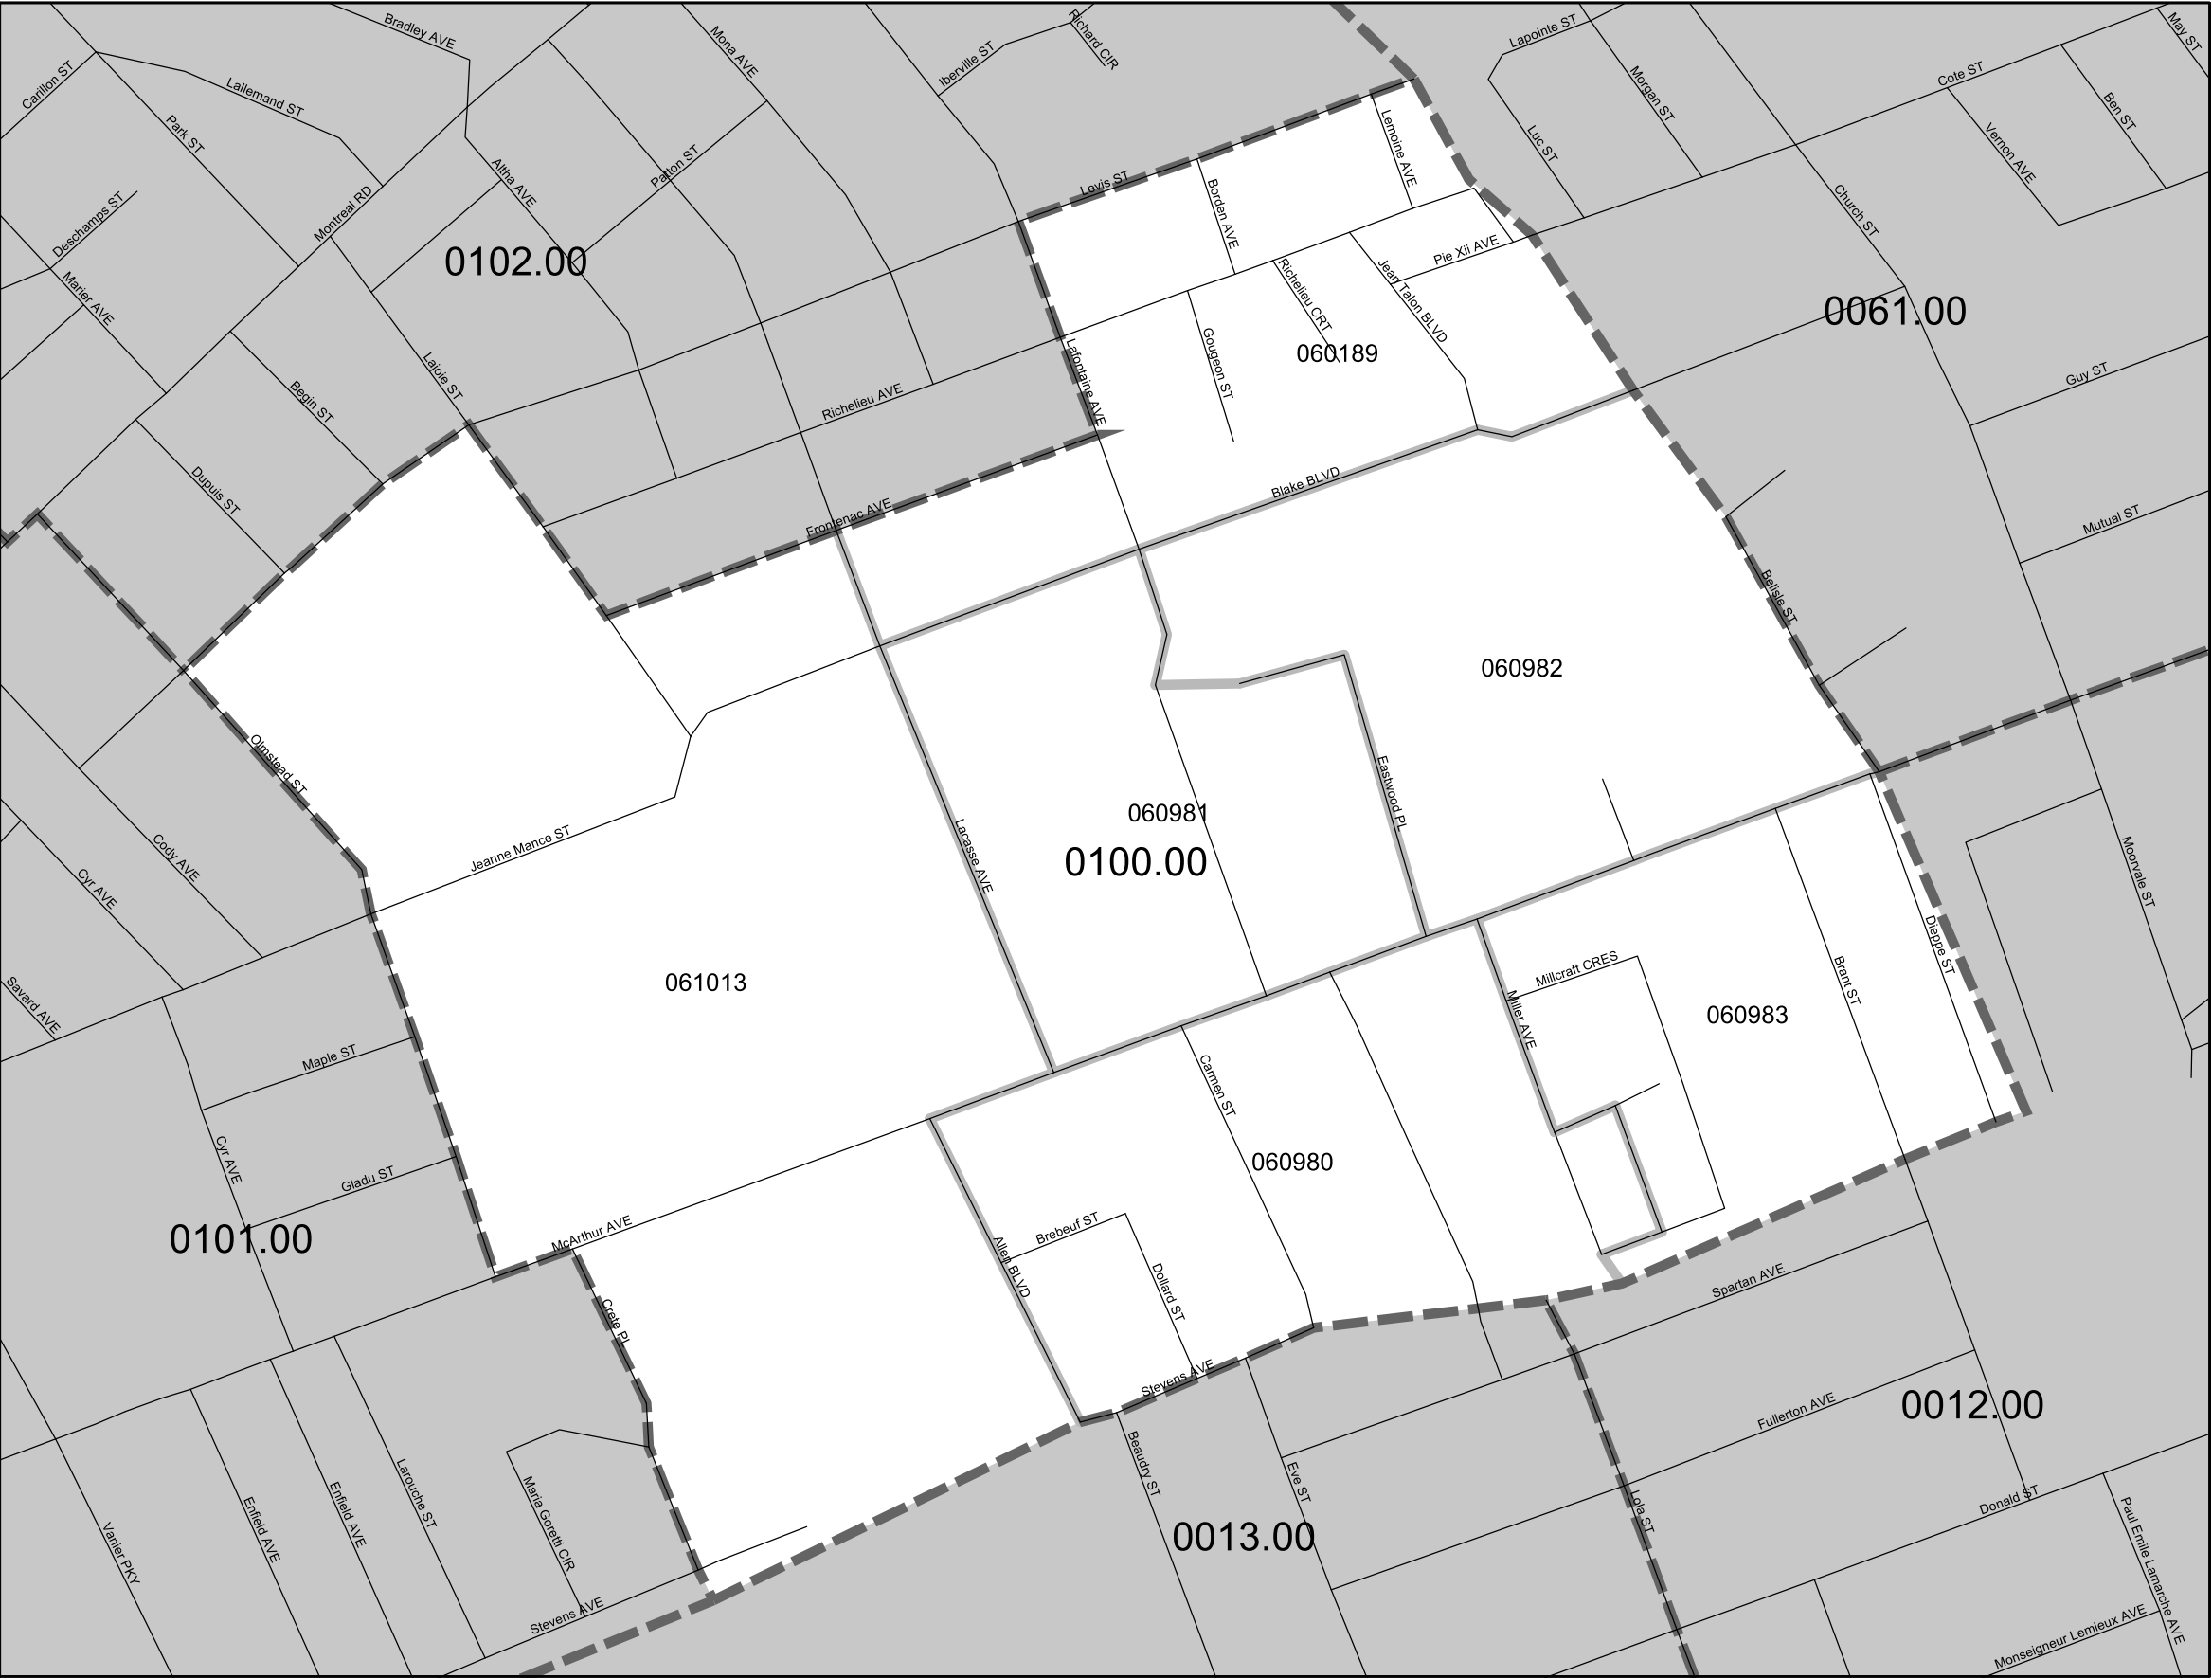 Bradley AVE
Mona AVE
Richard CIR
Iberville ST
Lapointe ST
May ST
Carillon ST
Lallemand ST
Morgan ST
Cote ST
Ben ST
Park ST
Lemoine AVE
Luc ST
Vernon AVE
Patton ST
Altha AVE
Levis ST
Borden AVE
Church ST
Deschamps ST
Montreal RD
0102.00
Pie Xii AVE
Marier AVE
Richelieu CRT
Jean Talon BLVD
0061.00
060189
Gougeon ST
Lafontaine AVE
Lajoie ST
Guy ST
Begin ST
Richelieu AVE
Dupuis ST
Blake BLVD
Frontenac AVE
Mutual ST
Belisle ST
060982
Olmstead ST
Eastwood PL
060981
0100.00
Jeanne Mance ST
Lacasse AVE
Cody AVE
Cyr AVE
Moorvale ST
Dieppe ST
Millcraft CRES
Brant ST
061013
Savard AVE
Miller AVE
060983
Maple ST
Carmen ST
Cyr AVE
060980
Gladu ST
0101.00
McArthur AVE
Brebeuf ST
Allen BLVD
Dollard ST
Spartan AVE
Crete PL
Stevens AVE
0012.00
Fullerton AVE
Beaudry ST
Eve ST
Larouche ST
Maria Goretti CIR
Enfield AVE
Enfield AVE
Vanier PKY
0013.00
Lola ST
Donald ST
Paul Emile Lamarche AVE
Stevens AVE
Monseigneur Lemieux AVE